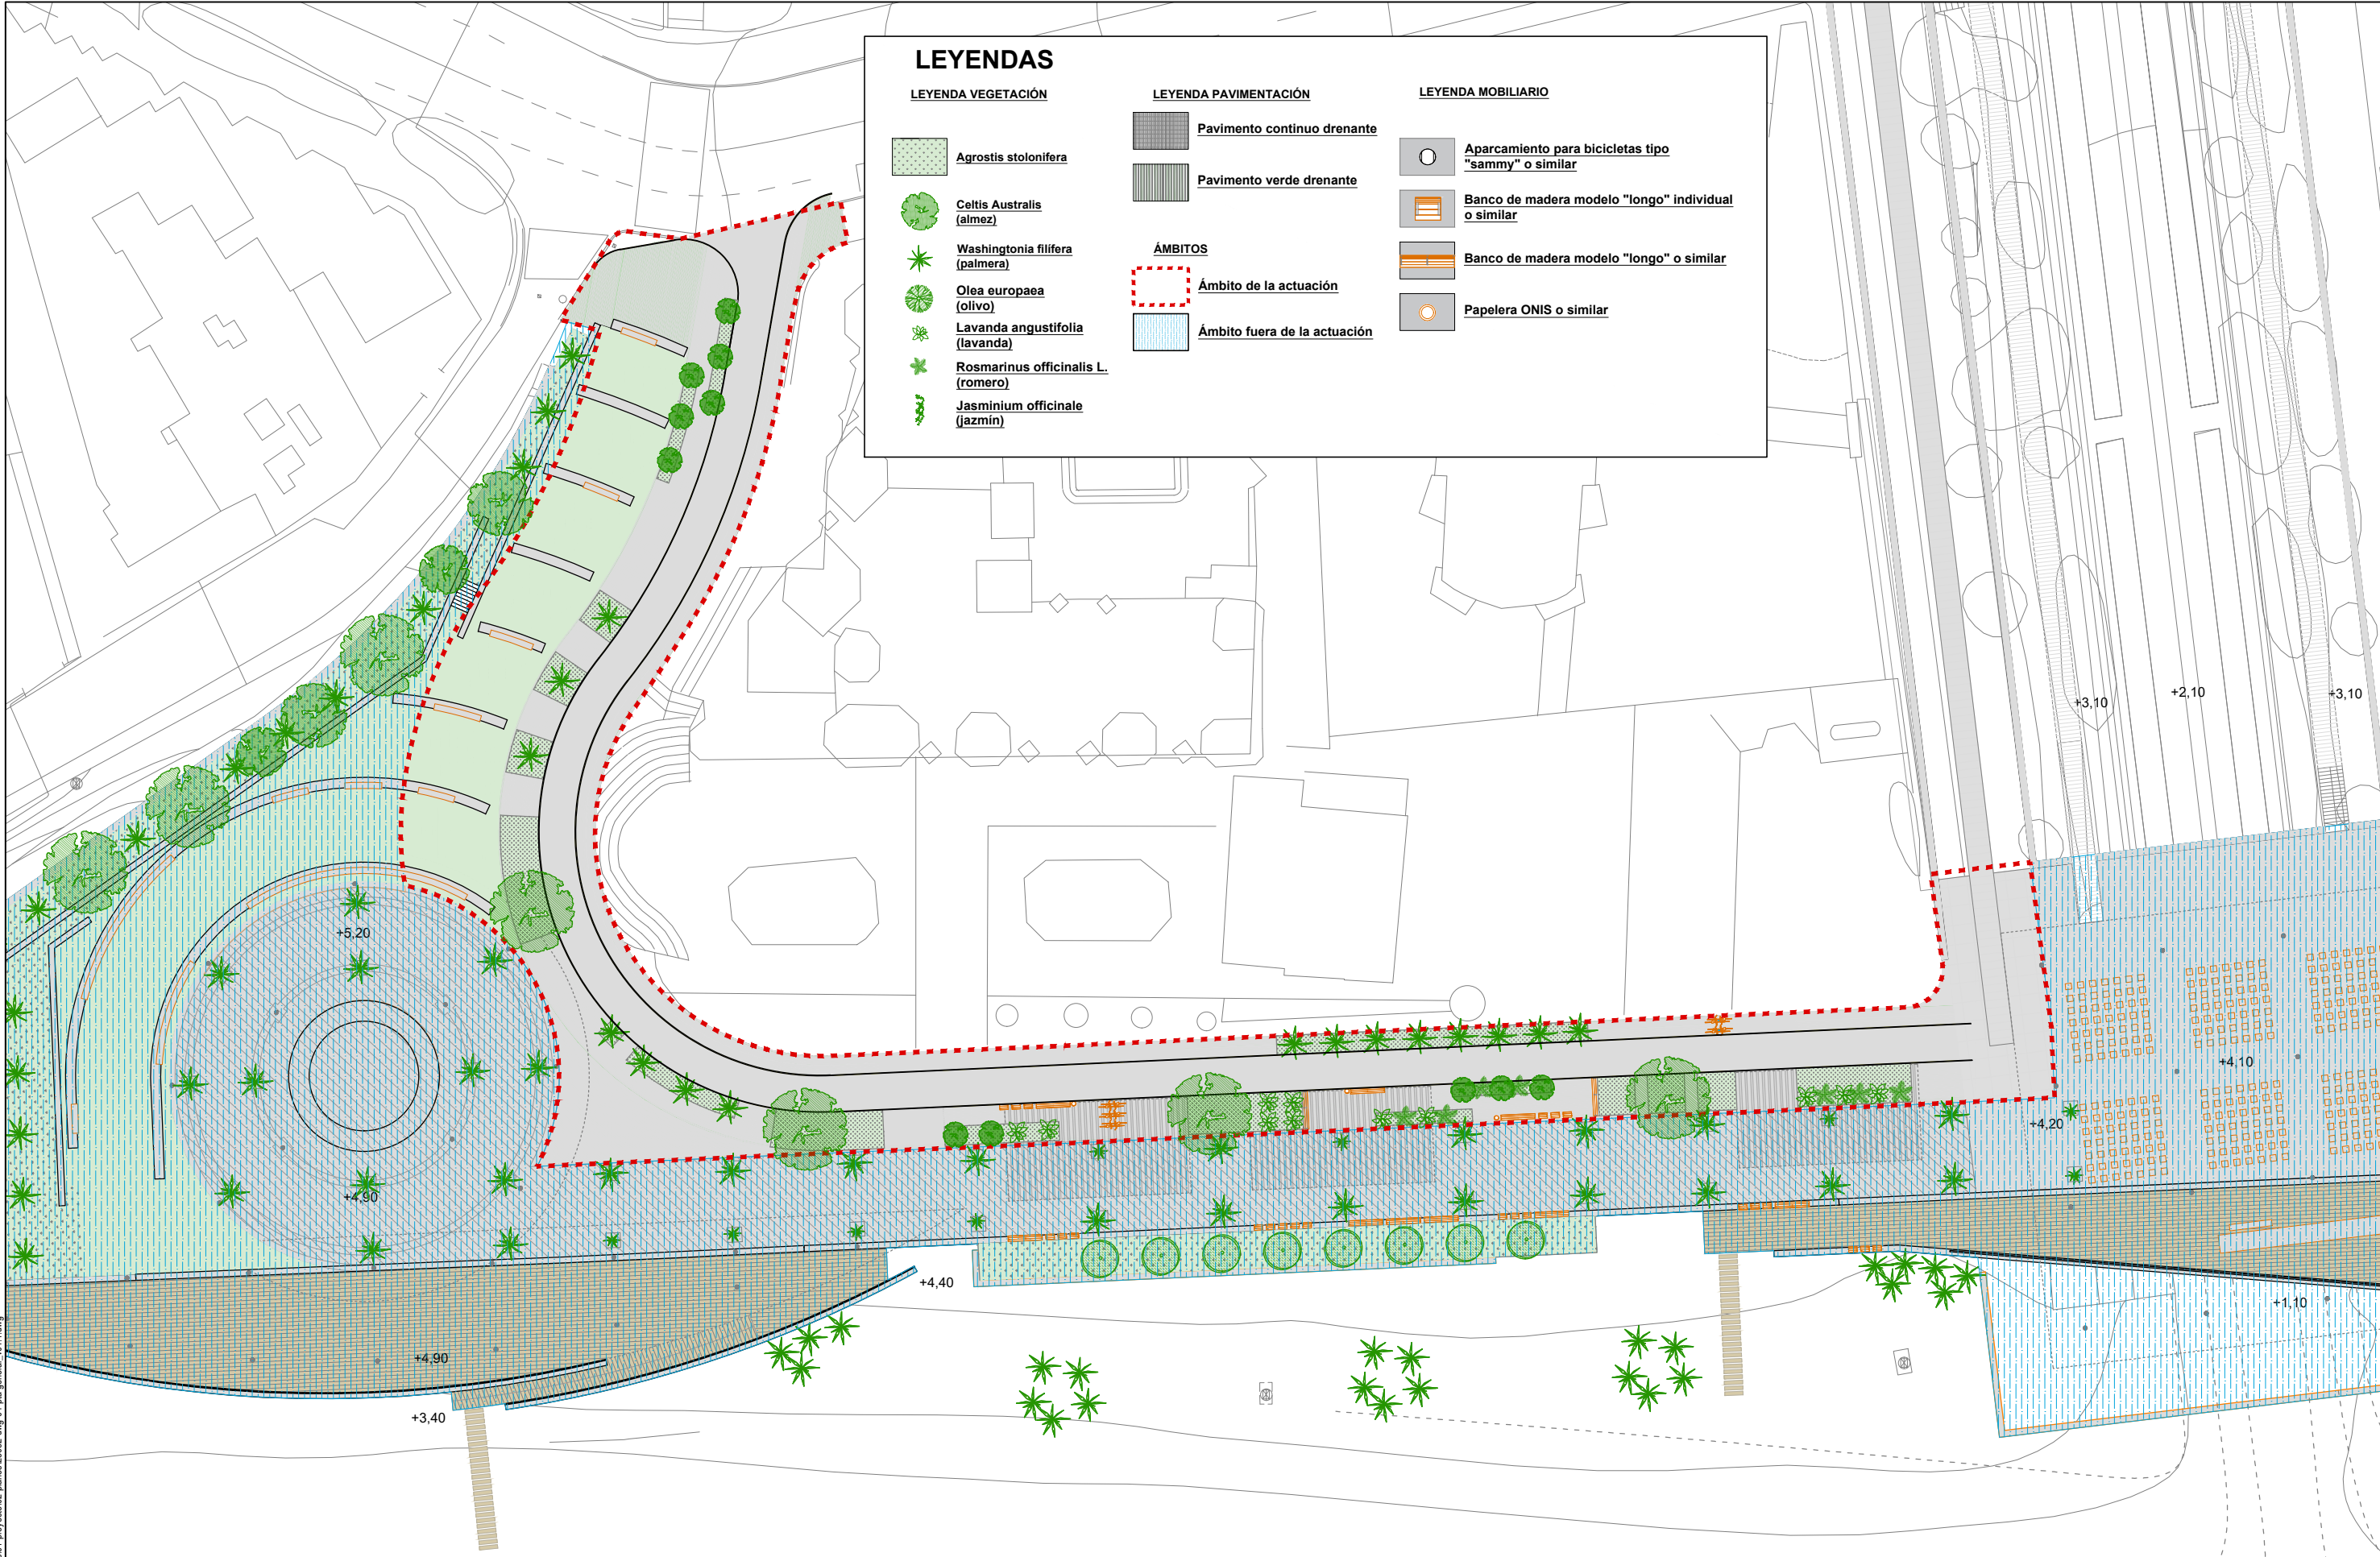 LEYENDAS
LEYENDA VEGETACIÓN
Agrostis stolonifera
Celtis Australis
(almez)
Washingtonia filífera
(palmera)
Olea europaea
(olivo)
Lavanda angustifolia
(lavanda)
Rosmarinus officinalis L.
(romero)
Jasminium officinale
(jazmín)
LEYENDA PAVIMENTACIÓN
Pavimento continuo drenante
Pavimento verde drenante
ÁMBITOS
Ámbito de la actuación
Ámbito fuera de la actuación
LEYENDA MOBILIARIO
Aparcamiento para bicicletas tipo
"sammy" o similar
Banco de madera modelo "longo" individual
o similar
Banco de madera modelo "longo" o similar
Papelera ONIS o similar
+3,10
+2,10
+3,10
+5,20
+4,10
+4,20
+4,90
+4,40
+1,10
+4,90
+3,40